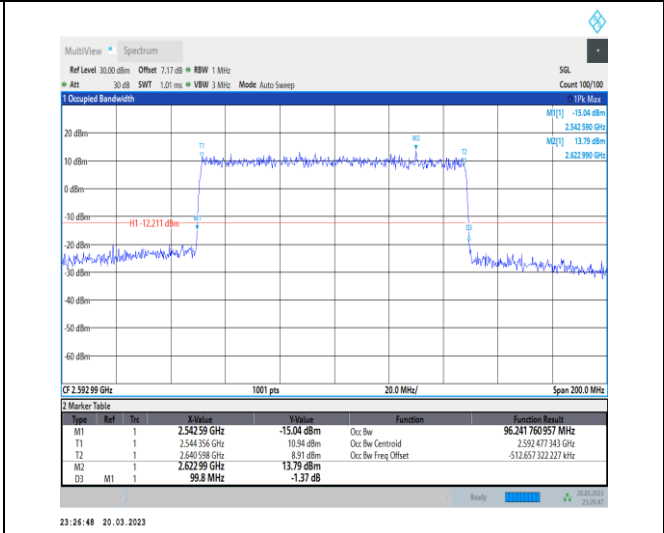 MultiView Spectrum
Ref Level 30.00 dBm Offset 7.17 dB RBW 1 MHz SGL
Att 30 dB SWT 1.01 ms VBW 3 MHz Mode Auto Sweep Count 100/100
1 Occupied Bandwidth 1Pk Max
M1[1] -15.04 dBm
2.542 590 GHz
M2[1] 13.79 dBm
2.622 990 GHz
20 dBm
M2
T1
T2
10 dBm
0 dBm
-10 dBm
M1
H1 -12.211 dBm
D3
-20 dBm
-30 dBm
-40 dBm
-50 dBm
-60 dBm
CF 2.592 99 GHz 1001 pts 20.0 MHz/ Span 200.0 MHz
2 Marker Table
Type Ref Trc X-Value Y-Value Function Function Result
M1 1 2.542 59 GHz -15.04 dBm Occ Bw 96.241 760 957 MHz
T1 1 2.544 356 GHz 10.94 dBm Occ Bw Centroid 2.592 477 343 GHz
T2 1 2.640 598 GHz 8.91 dBm Occ Bw Freq Offset -512.657 322 227 kHz
M2 1 2.622 99 GHz 13.79 dBm
D3 M1 1 99.8 MHz -1.37 dB
Ready 20.03.2023
23:26:47
23:26:48 20.03.2023